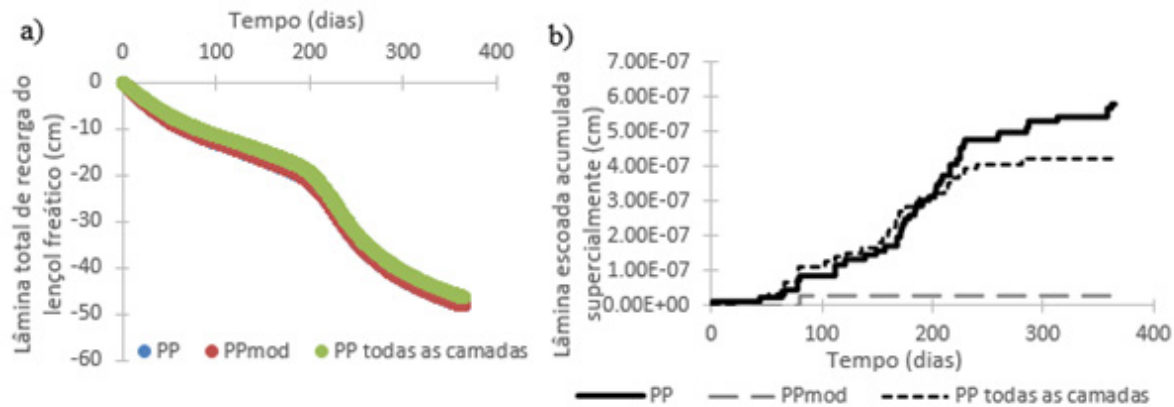 a)
Tempo (dias)
0 100 200 300 400
0
-10
-20
-30
-40
-50
-60
Lâmina total de recarga do
lençol freático (cm)
PP PPmod PP todas as camadas
b)
7.00E-07
6.00E-07
5.00E-07
4.00E-07
3.00E-07
2.00E-07
1.00E-07
0.00E+00
Lâmina escoada acumulada
supercialmente (cm)
0 100 200 300 400
Tempo (dias)
PP PPmod PP todas as camadas